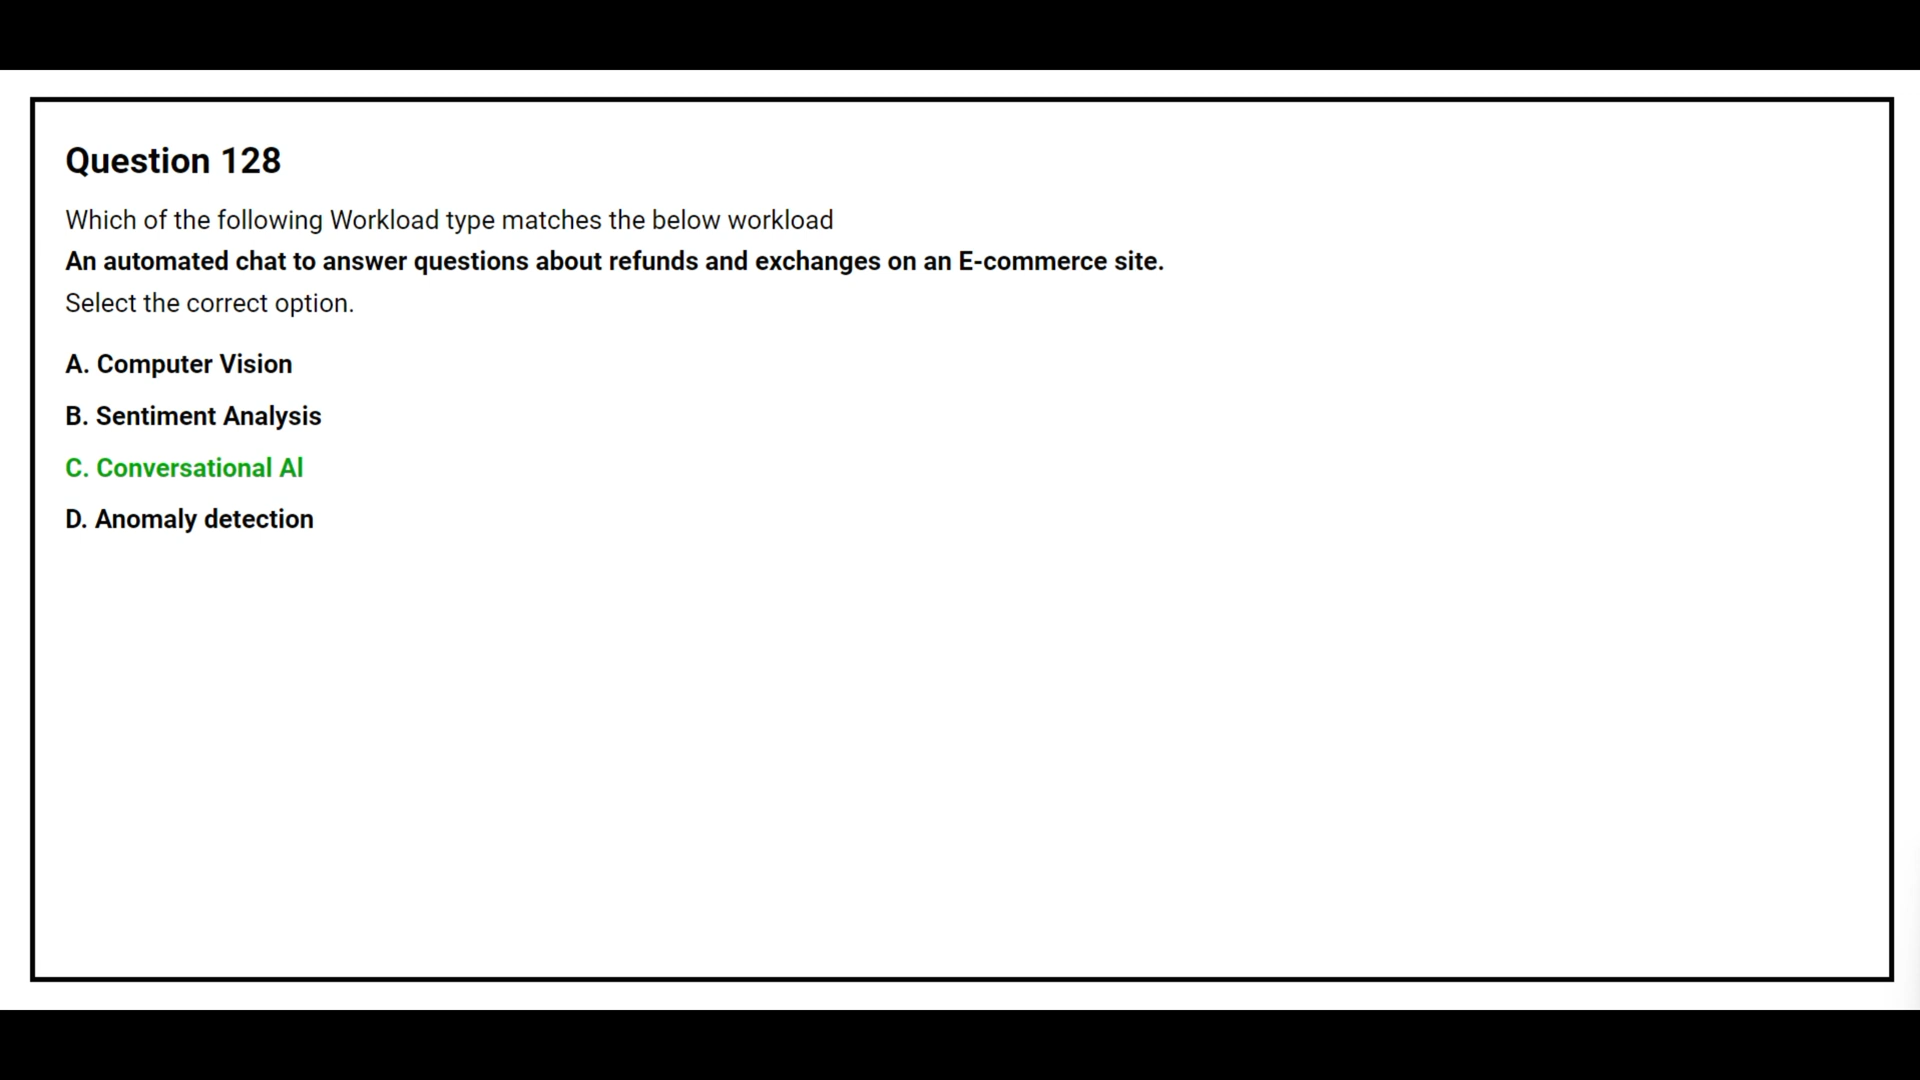 Question 128
Which of the following Workload type matches the below workload
An automated chat to answer questions about refunds and exchanges on an E-commerce site.
Select the correct option.
A. Computer Vision
B. Sentiment Analysis
C. Conversational AI
D. Anomaly detection